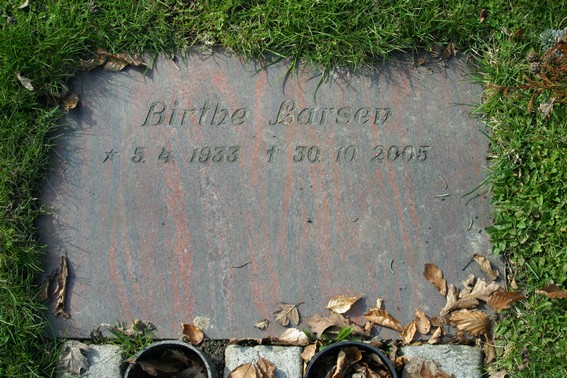 Birthe Larsen
* 5. 4. 1933 † 30. 10. 2005